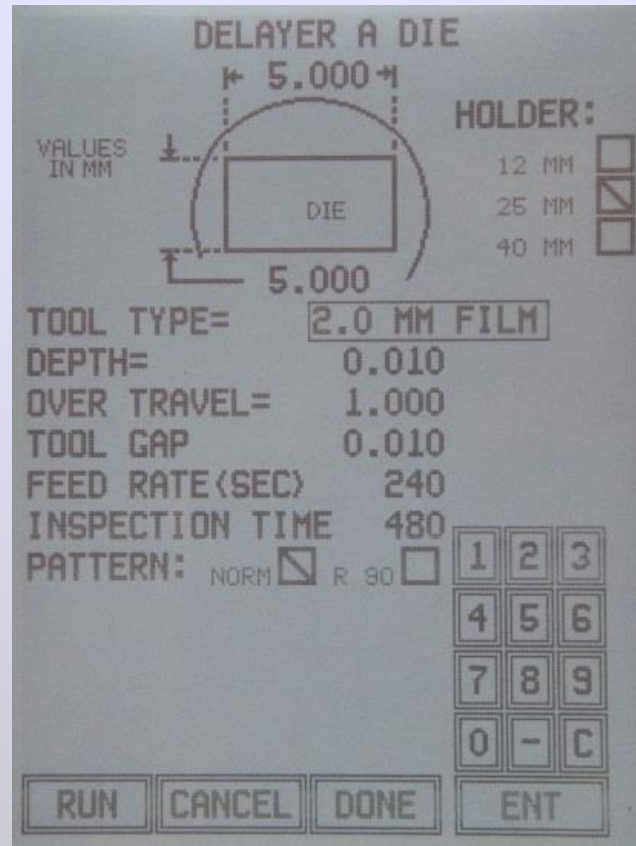 DELAYER A DIE
5.000
HOLDER:
VALUES
IN MM
12 MM
DIE
25 MM
40 MM
5.000
TOOL TYPE= 2.0 MM FILM
DEPTH= 0.010
OVER TRAVEL= 1.000
TOOL GAP 0.010
FEED RATE(SEC) 240
INSPECTION TIME 480
PATTERN: NORM R 90
1 2 3
4 5 6
7 8 9
0 - C
RUN CANCEL DONE ENT